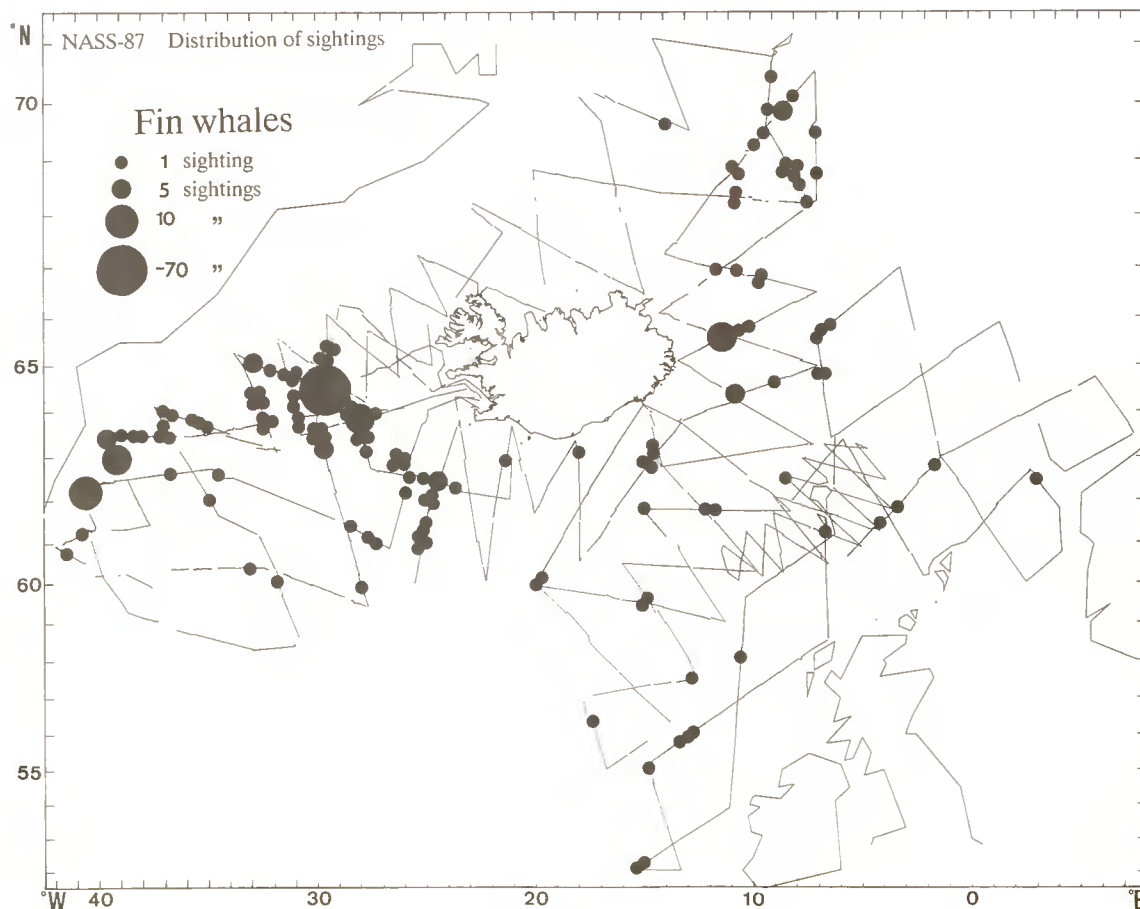 °N NASS-87 Distribution of sightings
70
Fin whales
1 sighting
5 sightings
10 ”
~70 ”
65
60
55
°W 40 30 20 10 0 °E